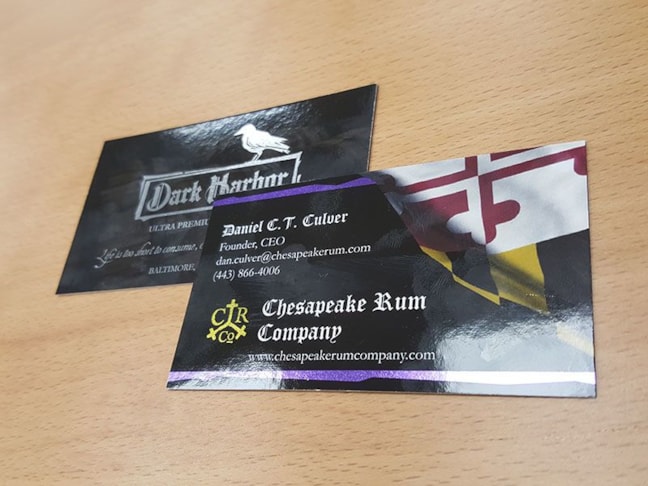 Dark Harbor
ULTRA PREMIU
Life is too short to consume,
BALTIMORE,
Daniel C. T. Culver
Founder, CEO
dan.culver@chesapeakerum.com
(443) 866-4006
C R
Co
Chesapeake Rum
Company
www.chesapeakerumcompany.com